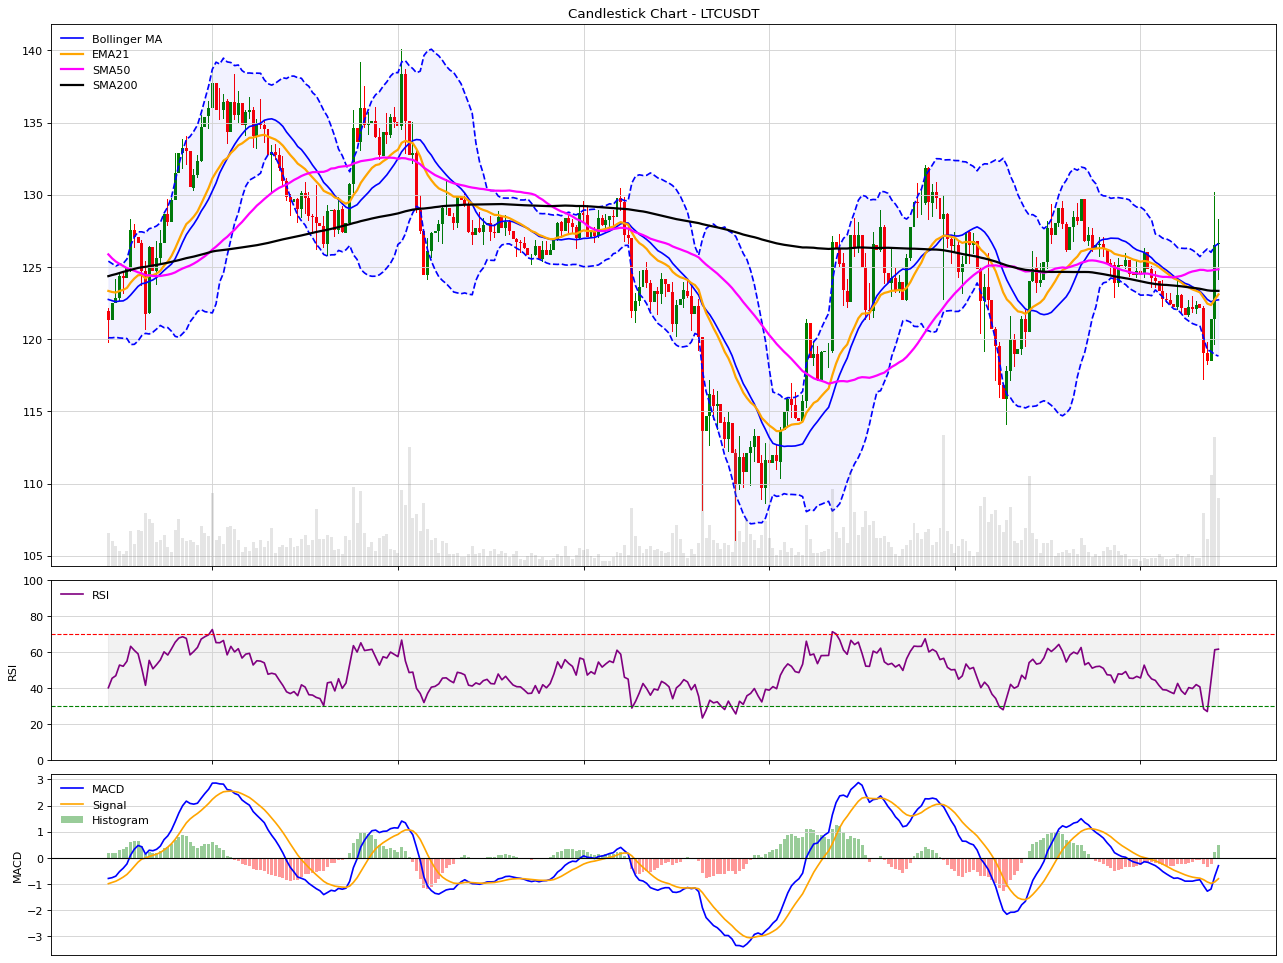 Candlestick Chart - LTCUSDT
Bollinger MA
EMA21
SMA50
SMA200
140
135
130
125
120
115
110
105
RSI
100
80
60
40
20
0
RSI
MACD
Signal
Histogram
3
2
1
0
−1
−2
−3
MACD